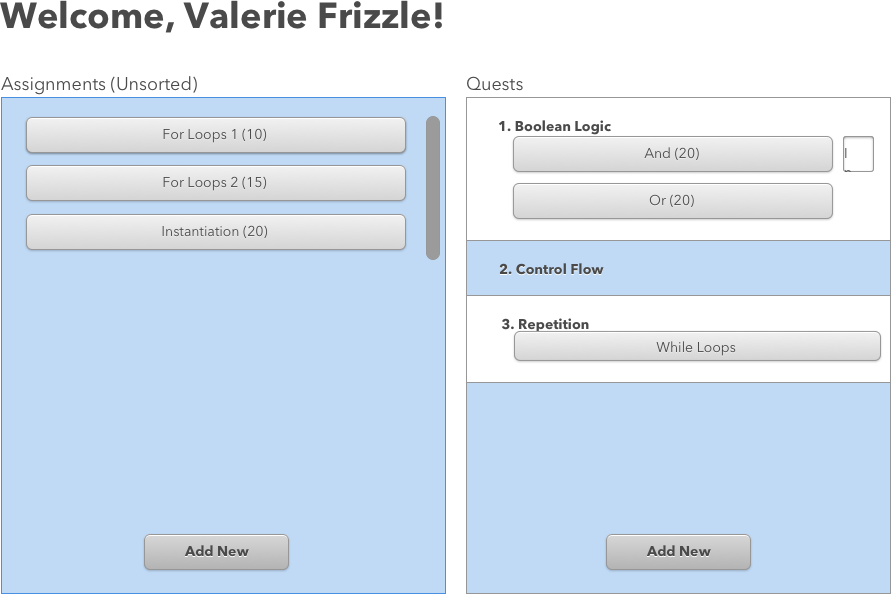 Welcome, Valerie Frizzle!
Assignments (Unsorted)
For Loops 1 (10)
For Loops 2 (15)
Instantiation (20)
Add New
Quests
1. Boolean Logic
And (20)
Or (20)
2. Control Flow
3. Repetition
While Loops
Add New